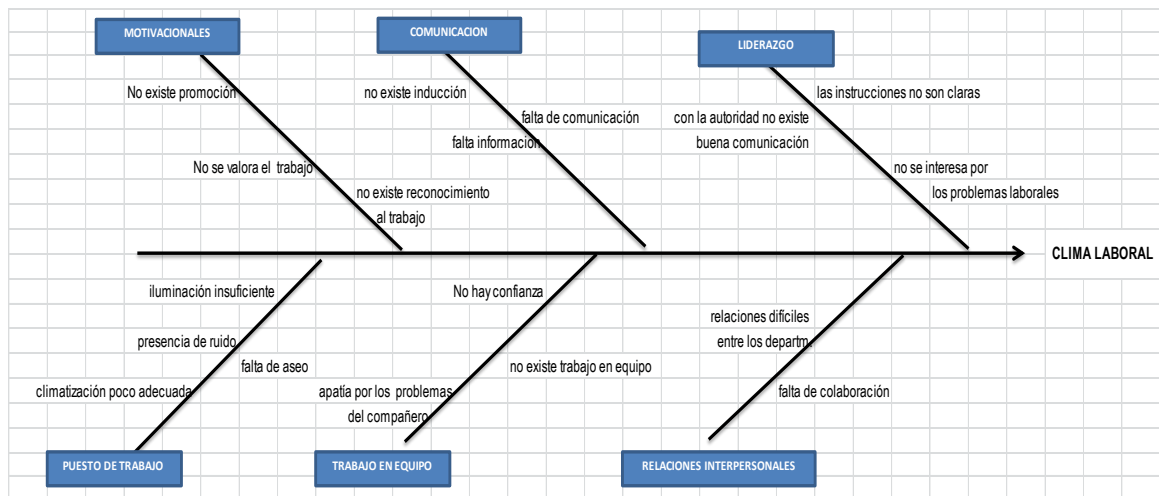 MOTIVACIONALES
COMUNICACION
LIDERAZGO
No existe promoción
no existe inducción
las instrucciones no son claras
falta de comunicación
con la autoridad no existe
falta informacion
buena comunicación
No se valora el trabajo
no se interesa por
no existe reconocimiento
los problemas laborales
al trabajo
CLIMA LABORAL
iluminación insuficiente
No hay confianza
relaciones difíciles
presencia de ruido
entre los departm.
falta de aseo
no existe trabajo en equipo
climatización poco adecuada
apatía por los problemas
falta de colaboración
del compañero
PUESTO DE TRABAJO
TRABAJO EN EQUIPO
RELACIONES INTERPERSONALES